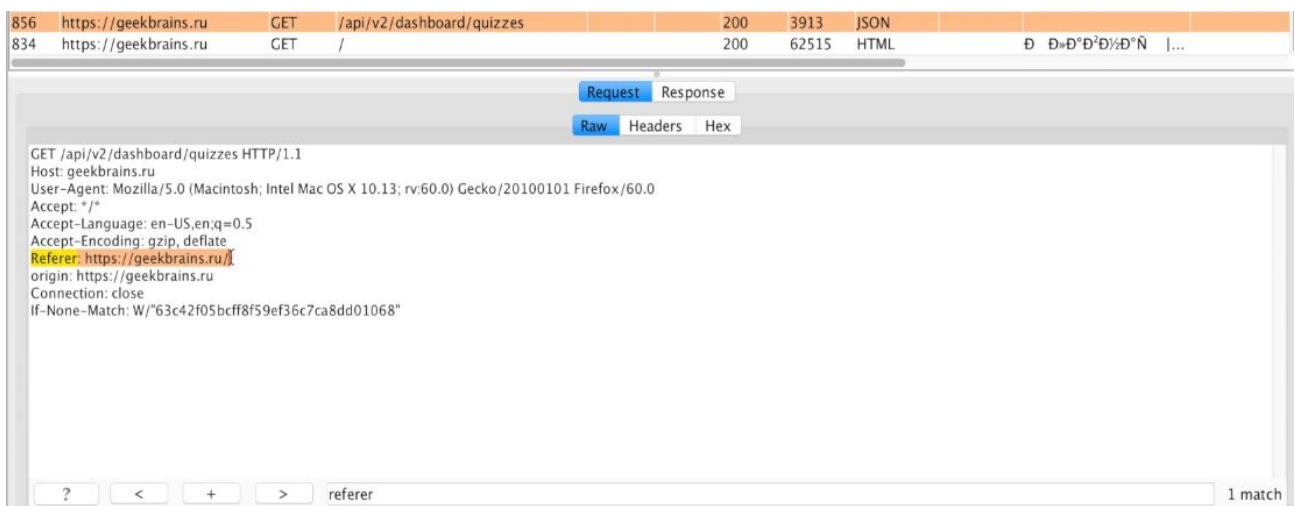 856 https://geekbrains.ru GET /api/v2/dashboard/quizzes 200 3913 JSON
834 https://geekbrains.ru GET / 200 62515 HTML Ð Ð»Ð°Ð²Ð½Ð°Ñ |...
Request Response
Raw Headers Hex
GET /api/v2/dashboard/quizzes HTTP/1.1
Host: geekbrains.ru
User-Agent: Mozilla/5.0 (Macintosh; Intel Mac OS X 10.13; rv:60.0) Gecko/20100101 Firefox/60.0
Accept: */*
Accept-Language: en-US,en;q=0.5
Accept-Encoding: gzip, deflate
Referer: https://geekbrains.ru/
origin: https://geekbrains.ru
Connection: close
If-None-Match: W/"63c42f05bcff8f59ef36c7ca8dd01068"
? < + > referer 1 match